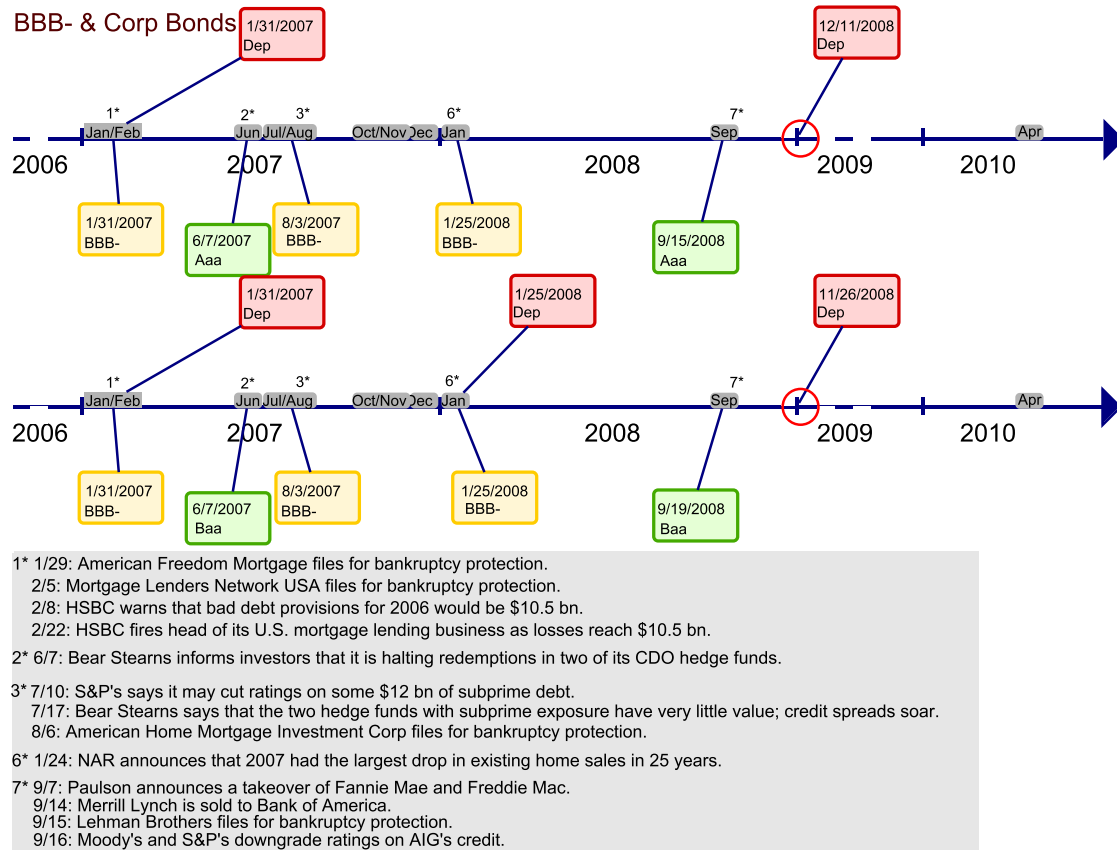 BBB- & Corp Bonds
1/31/2007
Dep
12/11/2008
Dep
1*
2*
3*
6*
7*
Jan/Feb
Jun
Jul/Aug
Oct/Nov
Dec
Jan
Sep
Apr
2006
2007
2008
2009
2010
1/31/2007
BBB-
6/7/2007
Aaa
8/3/2007
BBB-
1/25/2008
BBB-
9/15/2008
Aaa
1/31/2007
Dep
1/25/2008
Dep
11/26/2008
Dep
1*
2*
3*
6*
7*
Jan/Feb
Jun
Jul/Aug
Oct/Nov
Dec
Jan
Sep
Apr
2006
2007
2008
2009
2010
1/31/2007
BBB-
6/7/2007
Baa
8/3/2007
BBB-
1/25/2008
BBB-
9/19/2008
Baa
1* 1/29: American Freedom Mortgage files for bankruptcy protection.
2/5: Mortgage Lenders Network USA files for bankruptcy protection.
2/8: HSBC warns that bad debt provisions for 2006 would be $10.5 bn.
2/22: HSBC fires head of its U.S. mortgage lending business as losses reach $10.5 bn.
2* 6/7: Bear Stearns informs investors that it is halting redemptions in two of its CDO hedge funds.
3* 7/10: S&P's says it may cut ratings on some $12 bn of subprime debt.
7/17: Bear Stearns says that the two hedge funds with subprime exposure have very little value; credit spreads soar.
8/6: American Home Mortgage Investment Corp files for bankruptcy protection.
6* 1/24: NAR announces that 2007 had the largest drop in existing home sales in 25 years.
7* 9/7: Paulson announces a takeover of Fannie Mae and Freddie Mac.
9/14: Merrill Lynch is sold to Bank of America.
9/15: Lehman Brothers files for bankruptcy protection.
9/16: Moody's and S&P's downgrade ratings on AIG's credit.